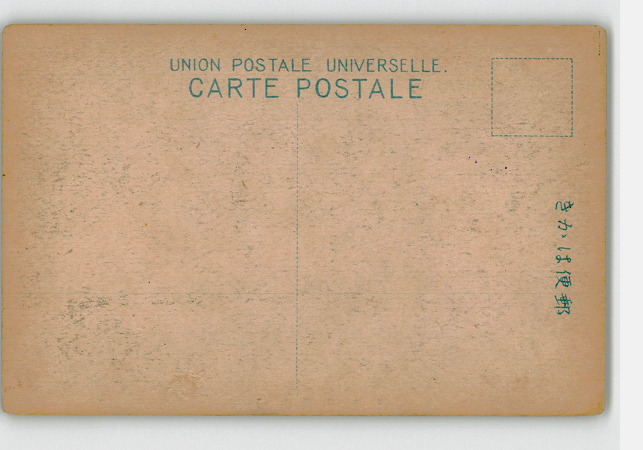 UNION POSTALE UNIVERSELLE.
CARTE POSTALE
きかは便郵